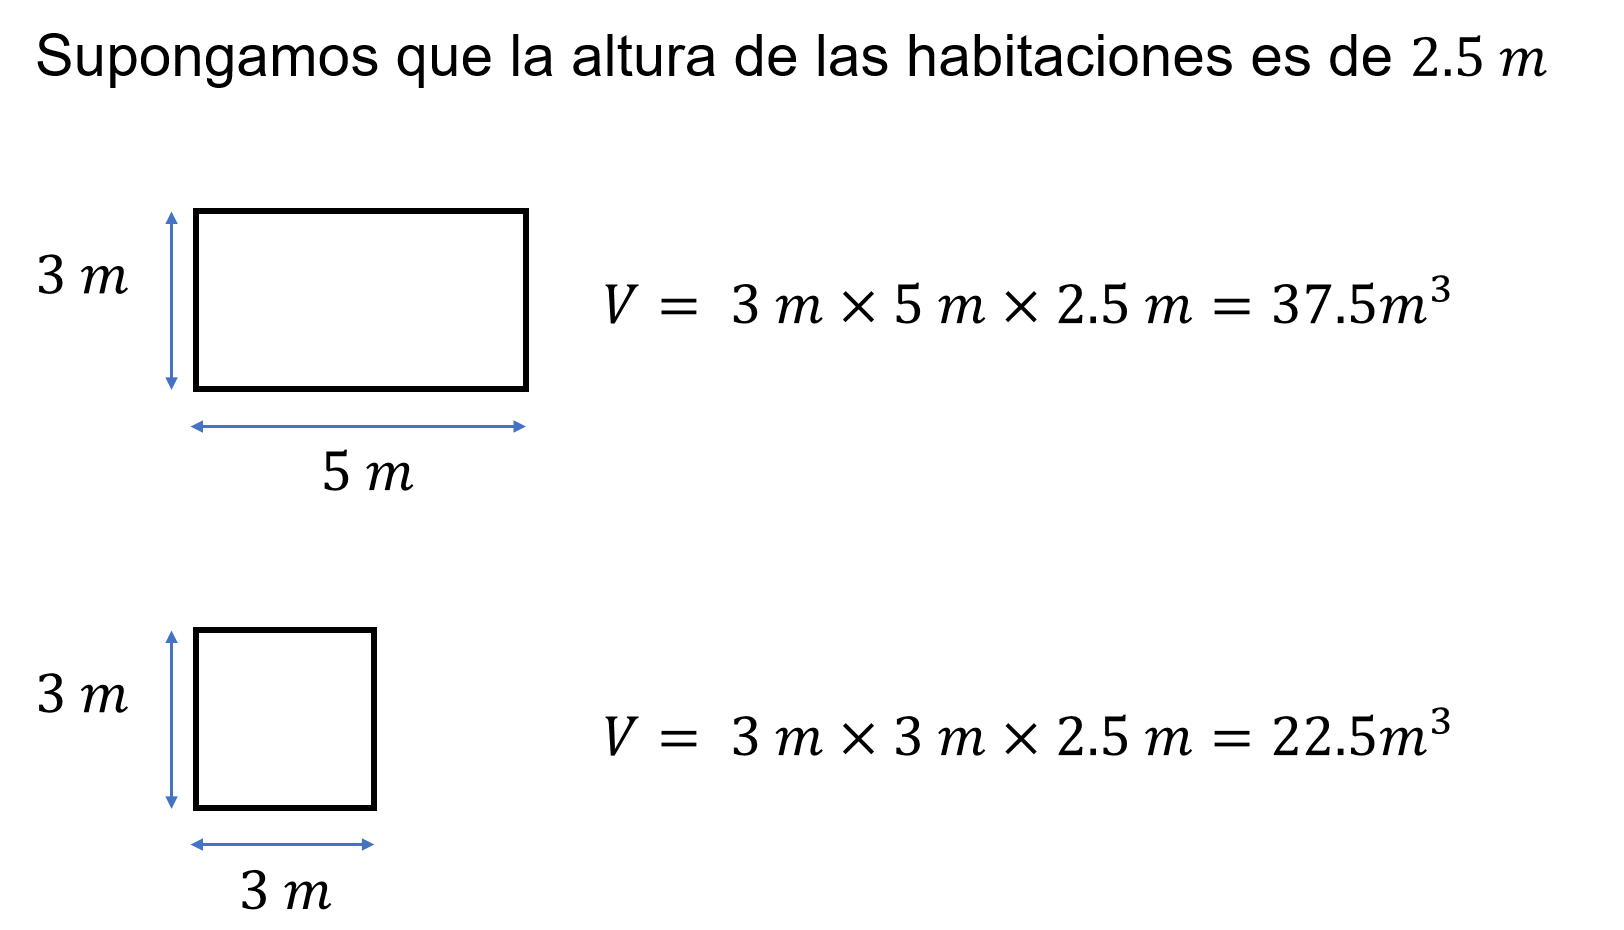 Supongamos que la altura de las habitaciones es de 2.5 m
3 m
V = 3 m × 5 m × 2.5 m = 37.5m³
5 m
3 m
V = 3 m × 3 m × 2.5 m = 22.5m³
3 m